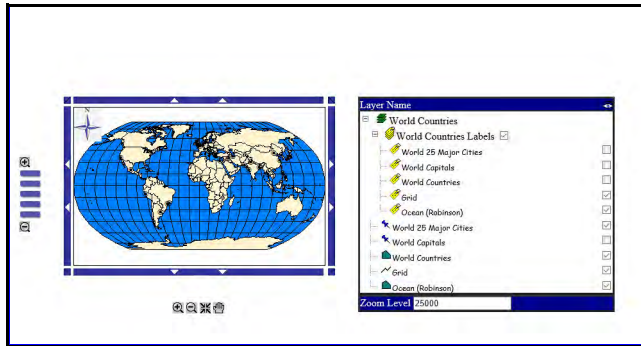 N
Layer Name
World Countries
World Countries Labels
World 25 Major Cities
World Capitals
World Countries
Grid
Ocean (Robinson)
World 25 Major Cities
World Capitals
World Countries
Grid
Ocean (Robinson)
Zoom Level 25000